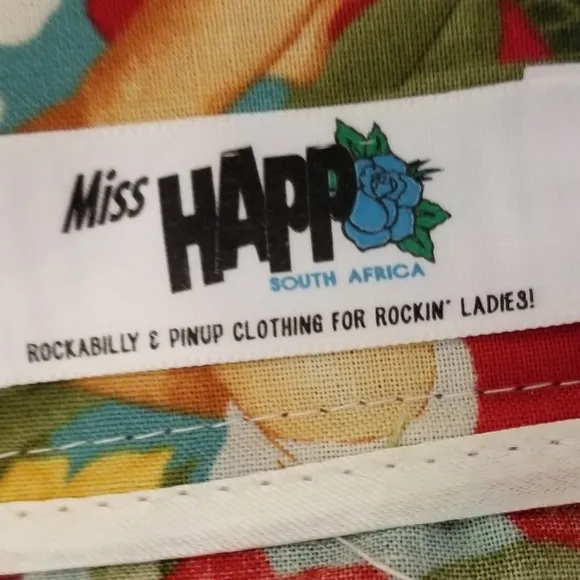 Miss
HAPP
SOUTH AFRICA
ROCKABILLY & PINUP CLOTHING FOR ROCKIN' LADIES!